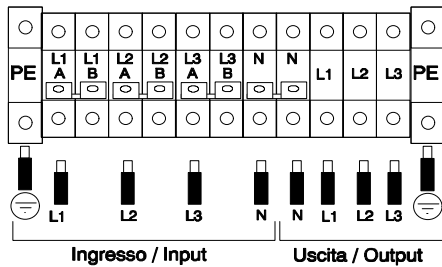 PE L1 A L1 B L2 A L2 B L3 A L3 B N N L1 L2 L3 PE
L1 L2 L3 N N L1 L2 L3
Ingresso / Input Uscita / Output